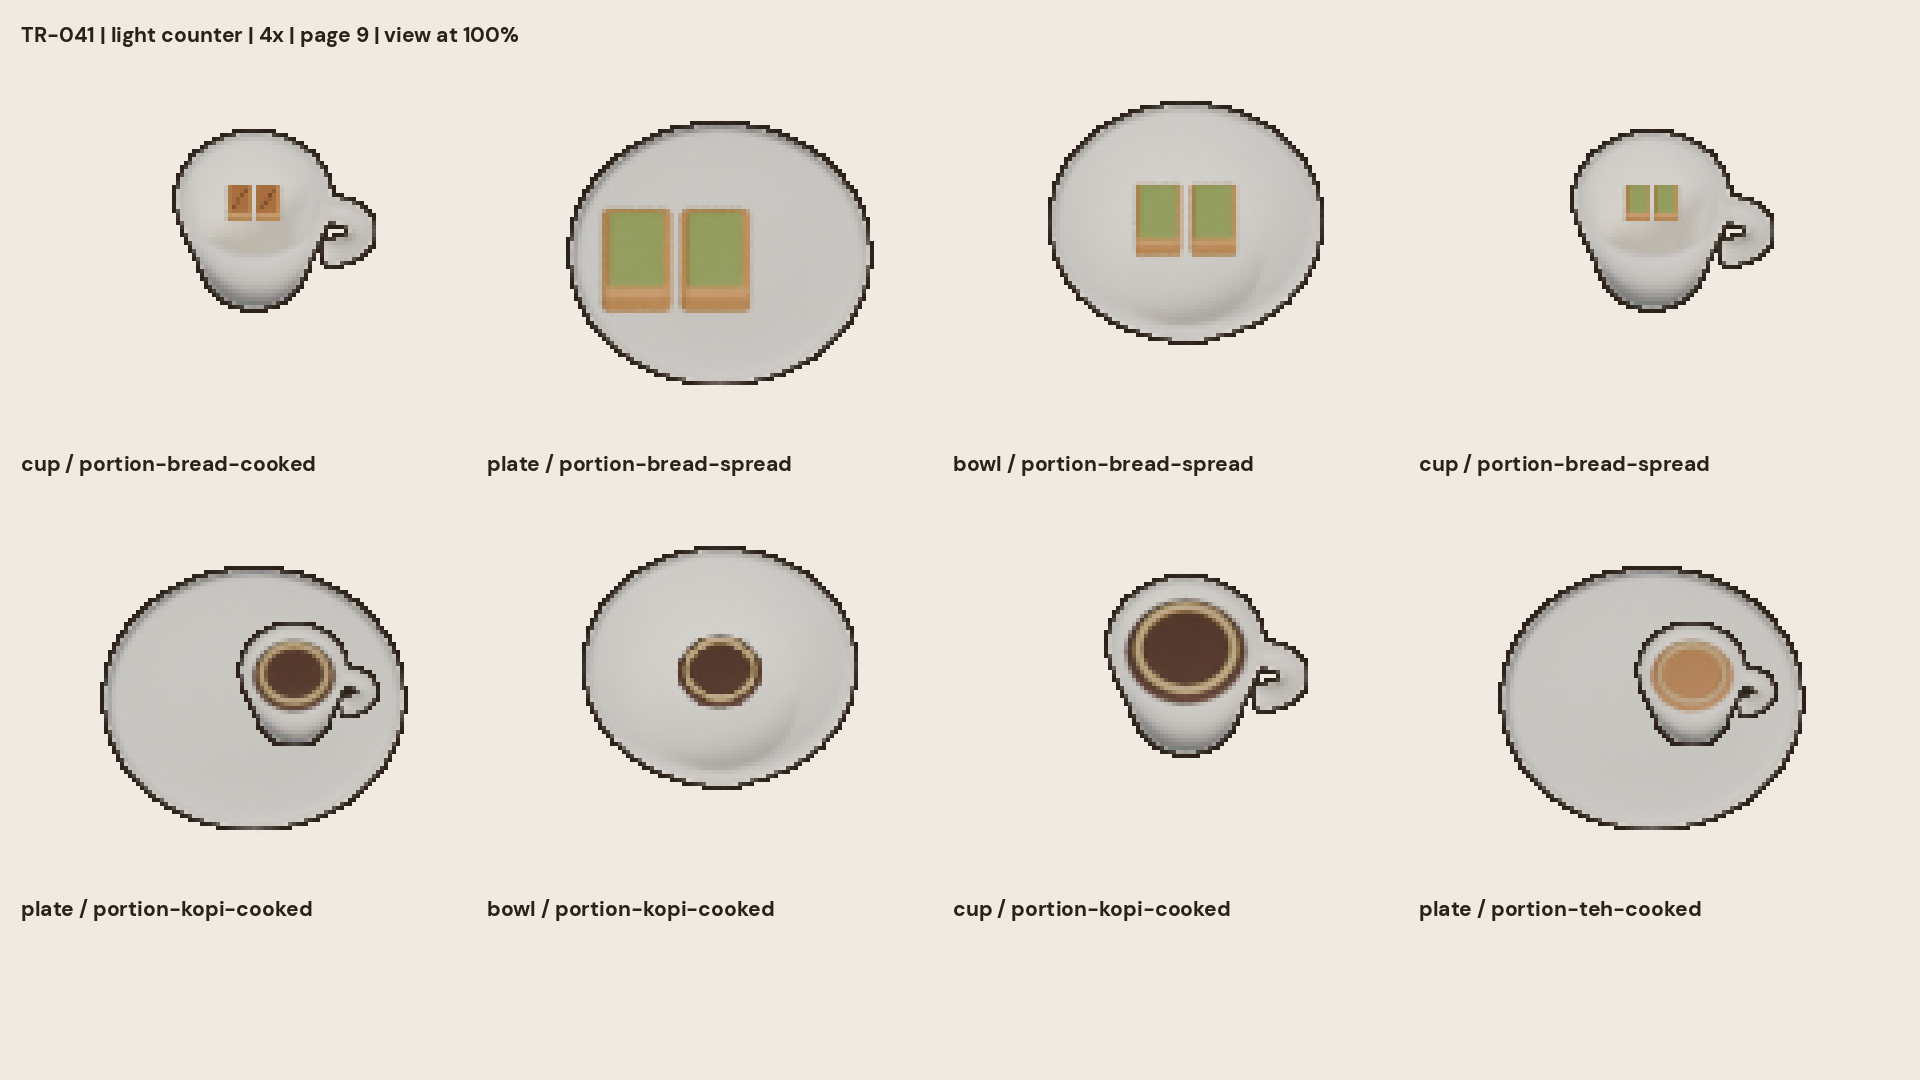 TR-041 | light counter | 4x | page 9 | view at 100%
cup / portion-bread-cooked
plate / portion-bread-spread
bowl / portion-bread-spread
cup / portion-bread-spread
plate / portion-kopi-cooked
bowl / portion-kopi-cooked
cup / portion-kopi-cooked
plate / portion-teh-cooked